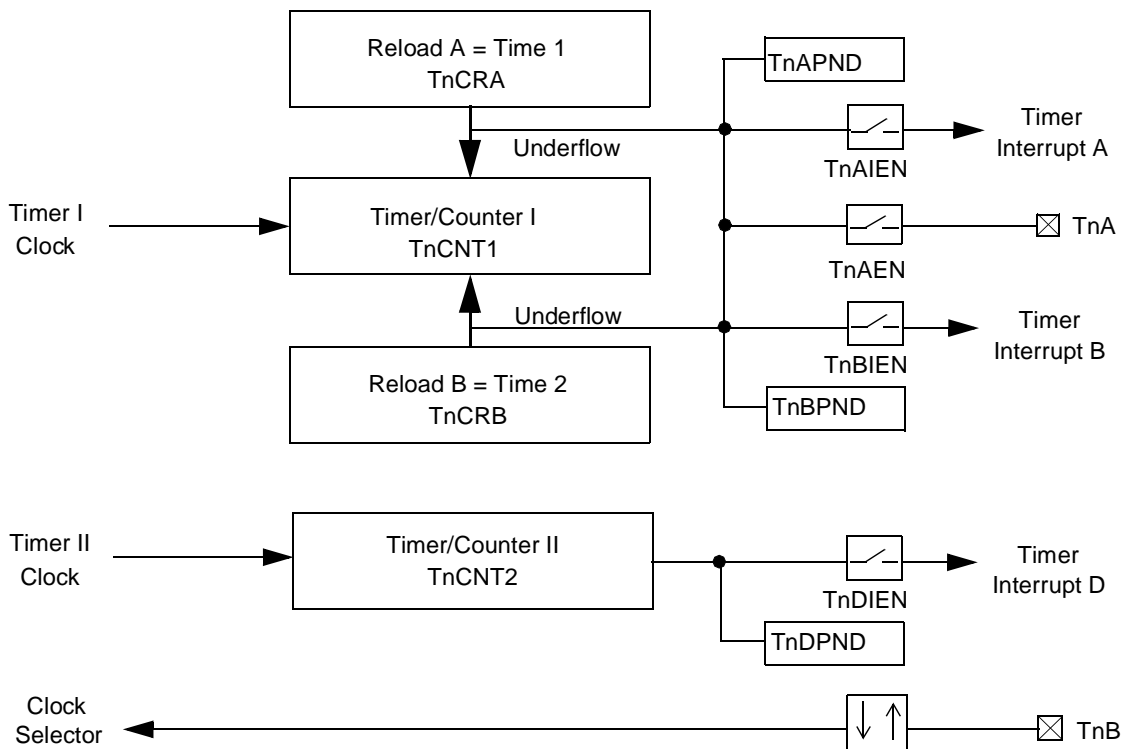 Reload A = Time 1
TnCRA
TnAPND
Underflow
TnAIEN
Timer
Interrupt A
Timer I
Clock
Timer/Counter I
TnCNT1
TnAEN
TnA
Underflow
TnBIEN
Timer
Interrupt B
Reload B = Time 2
TnCRB
TnBPND
Timer II
Clock
Timer/Counter II
TnCNT2
TnDIEN
Timer
Interrupt D
TnDPND
Clock
Selector
TnB